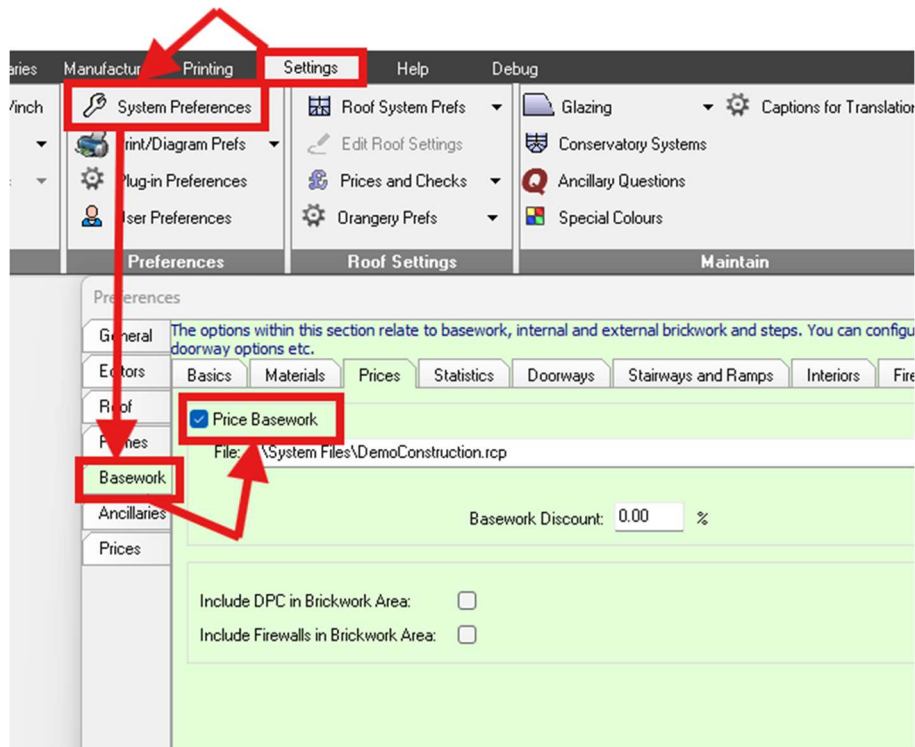 aries Manufactur Printing Settings Help Debug
/inch System Preferences Roof System Prefs Glazing Captions for Translation
Print/Diagram Prefs Edit Roof Settings Conservatory Systems
Plug-in Preferences Prices and Checks Ancillary Questions
User Preferences Orangery Prefs Special Colours
Preferences Roof Settings Maintain
Preferences
General
The options within this section relate to basework, internal and external brickwork and steps. You can configu
doorway options etc.
Editors Basics Materials Prices Statistics Doorways Stairways and Ramps Interiors Fire
Roof Price Basework
Frames File: \System Files\DemoConstruction.rcp
Basework
Ancillaries Basework Discount: 0.00 %
Prices
Include DPC in Brickwork Area:
Include Firewalls in Brickwork Area: